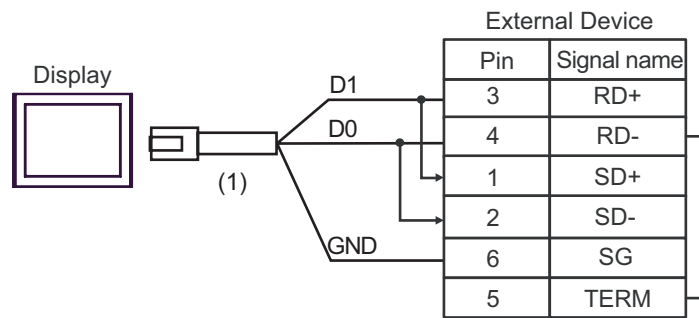 External Device
Display
Pin Signal name
D1
3 RD+
D0
4 RD-
(1)
1 SD+
2 SD-
GND
6 SG
5 TERM